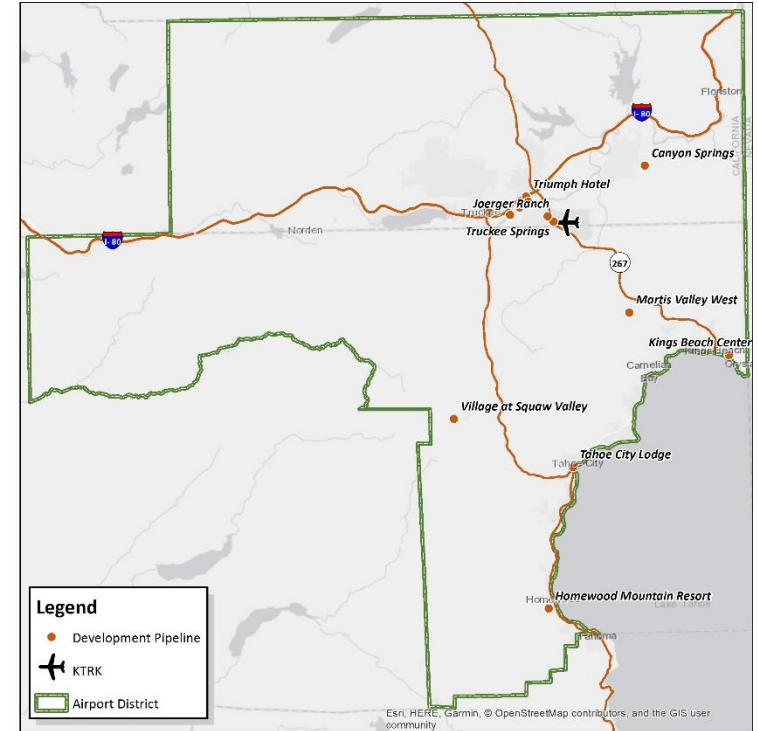 Floriston
I-80
CALIFORNIA
NEVADA
Canyon Springs
Triumph Hotel
Joerger Ranch
Truckee
Truckee Springs
Norden
I-80
267
Martis Valley West
Kings Beach Center
Kings Beach
Carnelian
Bay
Village at Squaw Valley
Tahoe City Lodge
Tahoe City
Homewood Mountain Resort
Lake Tahoe
Tahoma
Legend
Development Pipeline
KTRK
Airport District
Esri, HERE, Garmin, © OpenStreetMap contributors, and the GIS user
community